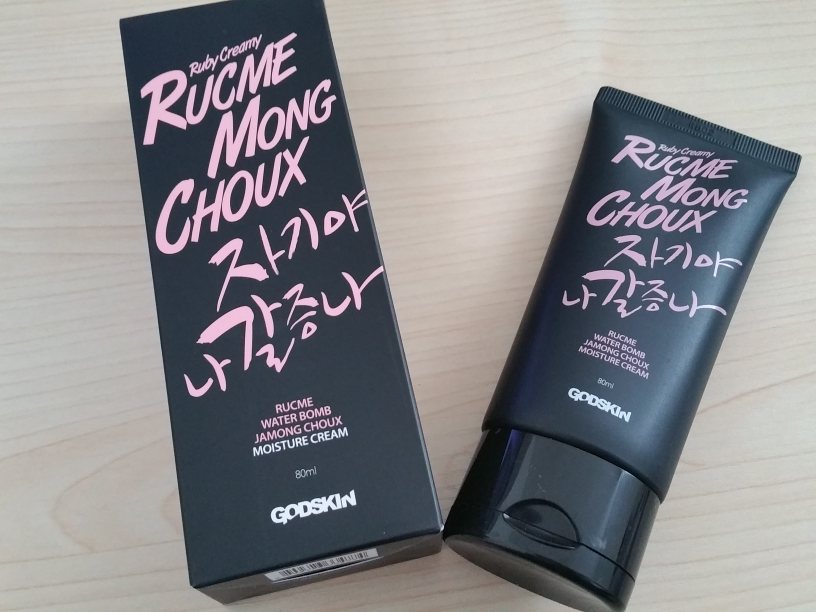 Ruby Creamy
RUCME
MONG
CHOUX
자기야
나 갈증나
RUCME
WATER BOMB
JAMONG CHOUX
MOISTURE CREAM
80ml
GODSKIN
Ruby Creamy
RUCME
MONG
CHOUX
자기야
나 갈증나
RUCME
WATER BOMB
JAMONG CHOUX
MOISTURE CREAM
80ml
GODSKIN